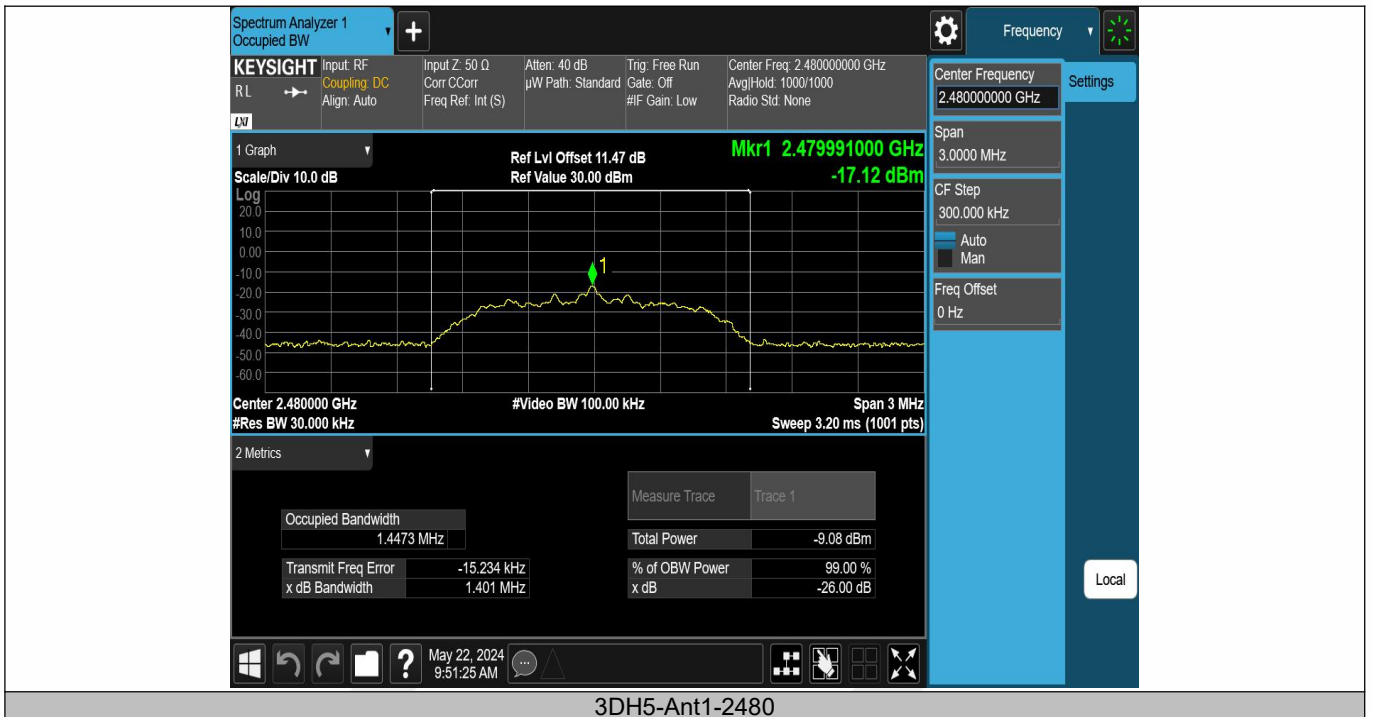 Spectrum Analyzer 1
Occupied BW
+
Frequency
KEYSIGHT
RL
LXI
Input: RF
Coupling: DC
Align: Auto
Input Z: 50 Ω
Corr CCorr
Freq Ref: Int (S)
Atten: 40 dB
µW Path: Standard
Trig: Free Run
Gate: Off
#IF Gain: Low
Center Freq: 2.480000000 GHz
Avg|Hold: 1000/1000
Radio Std: None
Center Frequency
2.480000000 GHz
Settings
Span
3.0000 MHz
CF Step
300.000 kHz
Auto
Man
Freq Offset
0 Hz
Local
1 Graph
Scale/Div 10.0 dB
Ref Lvl Offset 11.47 dB
Ref Value 30.00 dBm
Mkr1 2.479991000 GHz
-17.12 dBm
Log
20.0
10.0
0.00
-10.0
-20.0
-30.0
-40.0
-50.0
-60.0
1
Center 2.480000 GHz
#Video BW 100.00 kHz
Span 3 MHz
#Res BW 30.000 kHz
Sweep 3.20 ms (1001 pts)
2 Metrics
Measure Trace Trace 1
Occupied Bandwidth
1.4473 MHz
Total Power -9.08 dBm
Transmit Freq Error -15.234 kHz
% of OBW Power 99.00 %
x dB Bandwidth 1.401 MHz
x dB -26.00 dB
?
May 22, 2024
9:51:25 AM
3DH5-Ant1-2480